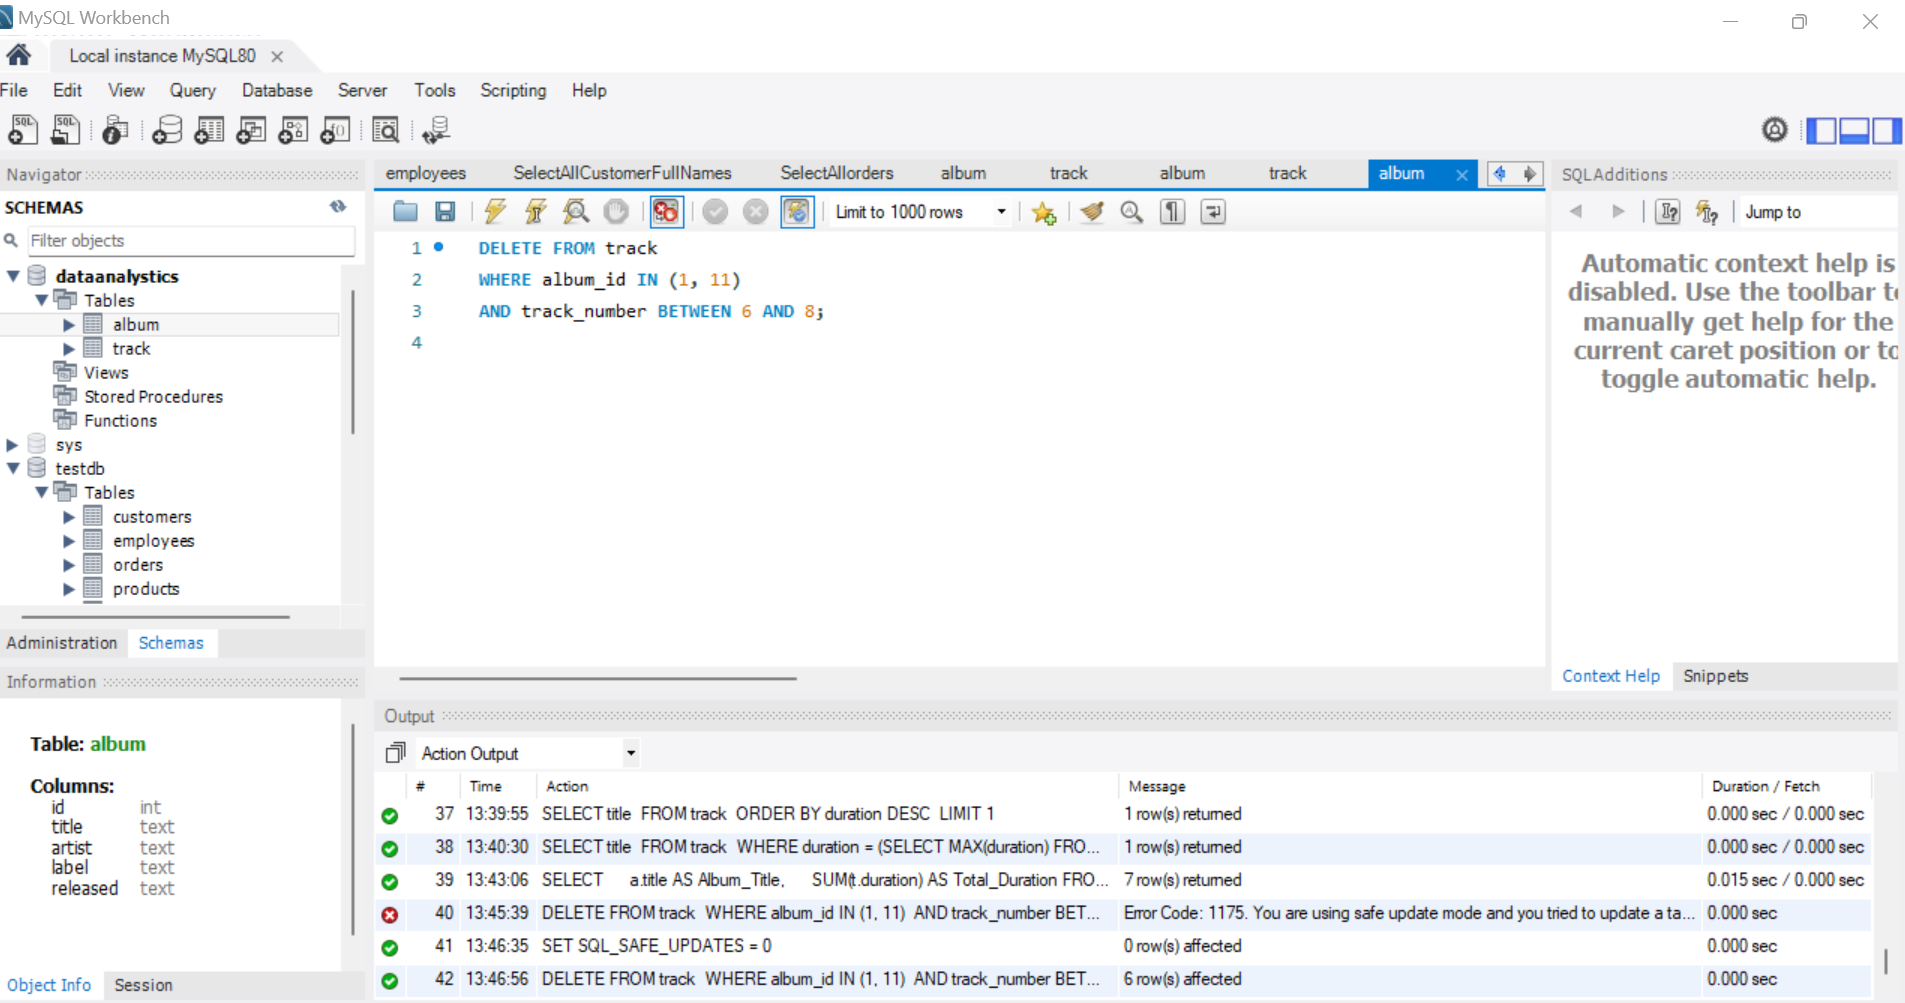 MySQL Workbench
Local instance MySQL80
File Edit View Query Database Server Tools Scripting Help
Navigator
SCHEMAS
Filter objects
dataanalystics
Tables
album
track
Views
Stored Procedures
Functions
sys
testdb
Tables
customers
employees
orders
products
Administration Schemas
Information
Table: album
Columns:
id int
title text
artist text
label text
released text
Object Info Session
employees SelectAllCustomerFullNames SelectAllorders album track album track album
Limit to 1000 rows
1 DELETE FROM track
2 WHERE album_id IN (1, 11)
3 AND track_number BETWEEN 6 AND 8;
4
SQLAdditions
Jump to
Automatic context help is
disabled. Use the toolbar to
manually get help for the
current caret position or to
toggle automatic help.
Context Help Snippets
Output
Action Output
# Time Action Message Duration / Fetch
37 13:39:55 SELECT title FROM track ORDER BY duration DESC LIMIT 1 1 row(s) returned 0.000 sec / 0.000 sec
38 13:40:30 SELECT title FROM track WHERE duration = (SELECT MAX(duration) FRO... 1 row(s) returned 0.000 sec / 0.000 sec
39 13:43:06 SELECT a.title AS Album_Title, SUM(t.duration) AS Total_Duration FRO... 7 row(s) returned 0.015 sec / 0.000 sec
40 13:45:39 DELETE FROM track WHERE album_id IN (1, 11) AND track_number BET... Error Code: 1175. You are using safe update mode and you tried to update a ta... 0.000 sec
41 13:46:35 SET SQL_SAFE_UPDATES = 0 0 row(s) affected 0.000 sec
42 13:46:56 DELETE FROM track WHERE album_id IN (1, 11) AND track_number BET... 6 row(s) affected 0.000 sec